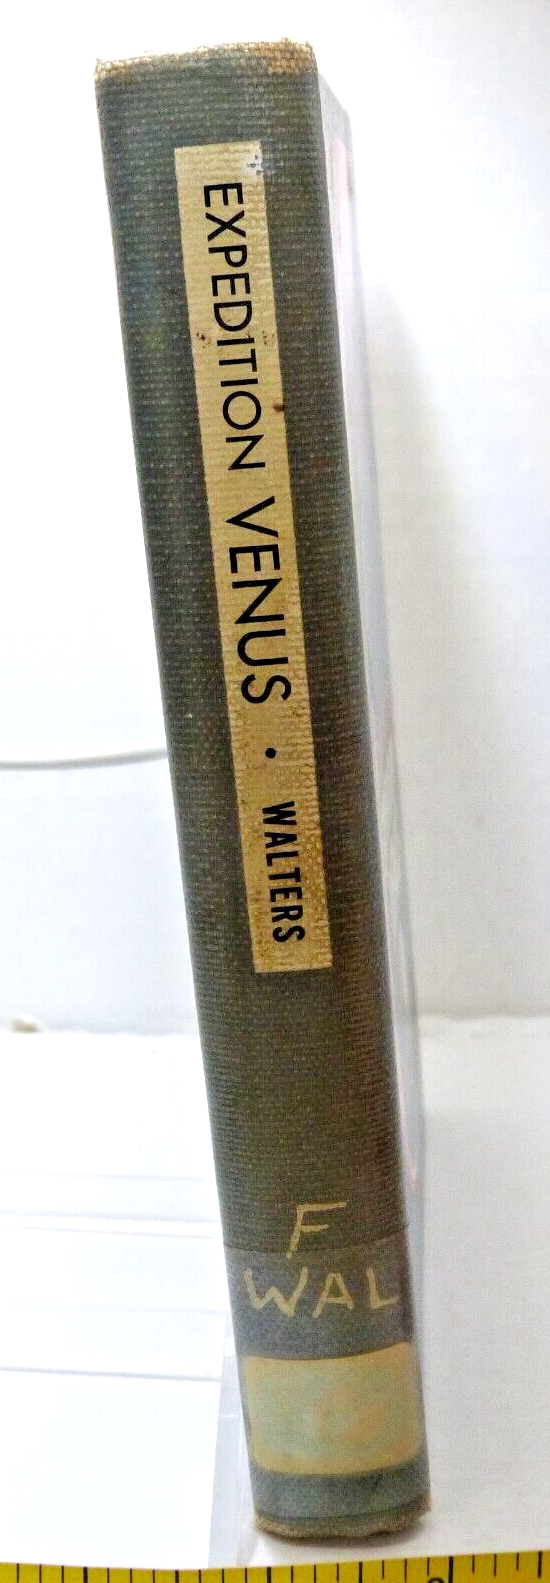 EXPEDITION VENUS • WALTERS
F
WAL